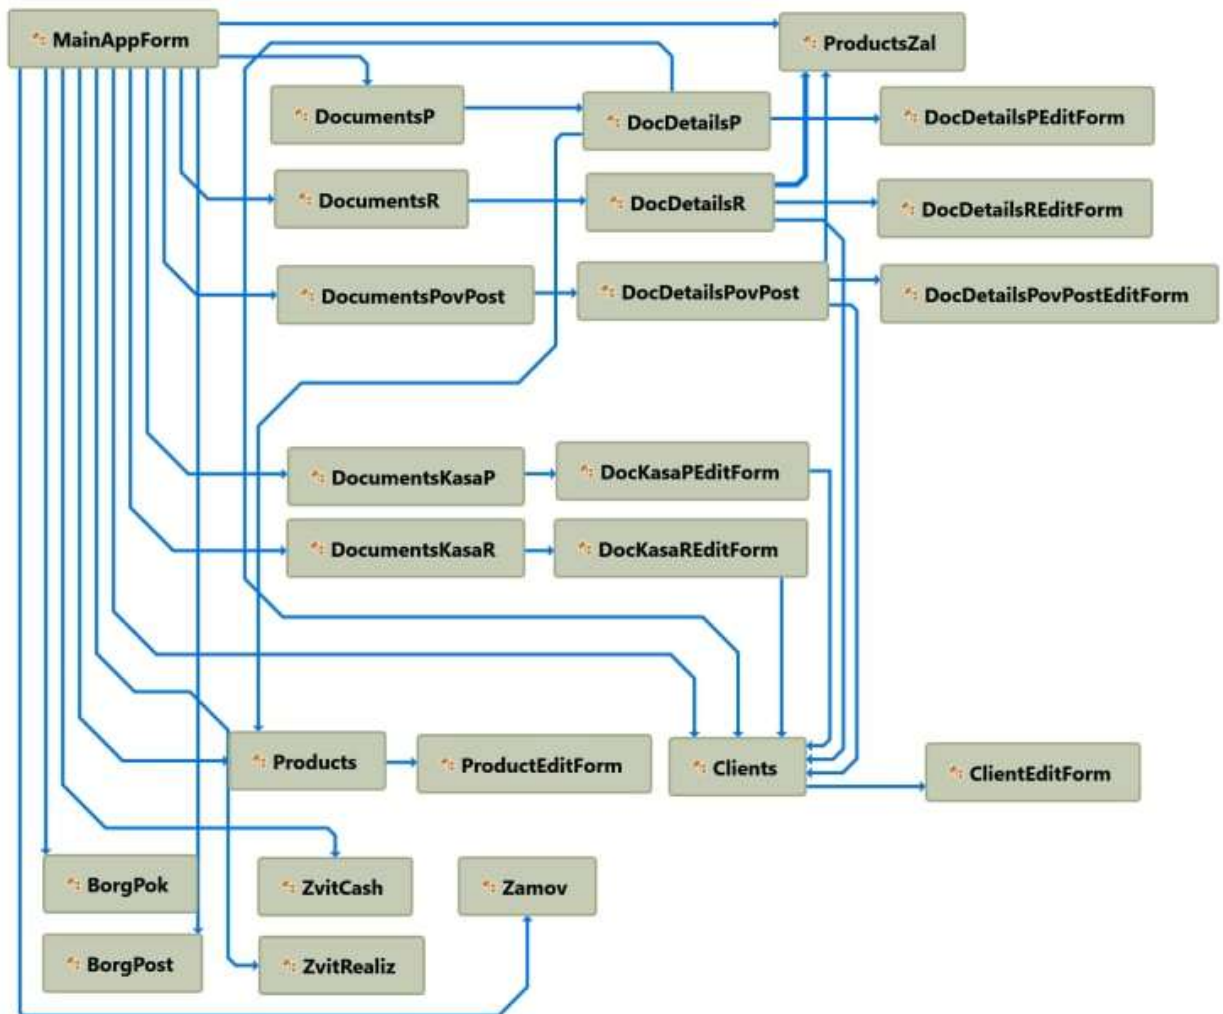 MainAppForm
ProductsZal
DocumentsP
DocDetailsP
DocDetailsPEditForm
DocumentsR
DocDetailsR
DocDetailsREditForm
DocumentsPovPost
DocDetailsPovPost
DocDetailsPovPostEditForm
DocumentsKasaP
DocKasaPEditForm
DocumentsKasaR
DocKasaREditForm
Products
ProductEditForm
Clients
ClientEditForm
BorgPok
ZvitCash
Zamov
BorgPost
ZvitRealiz